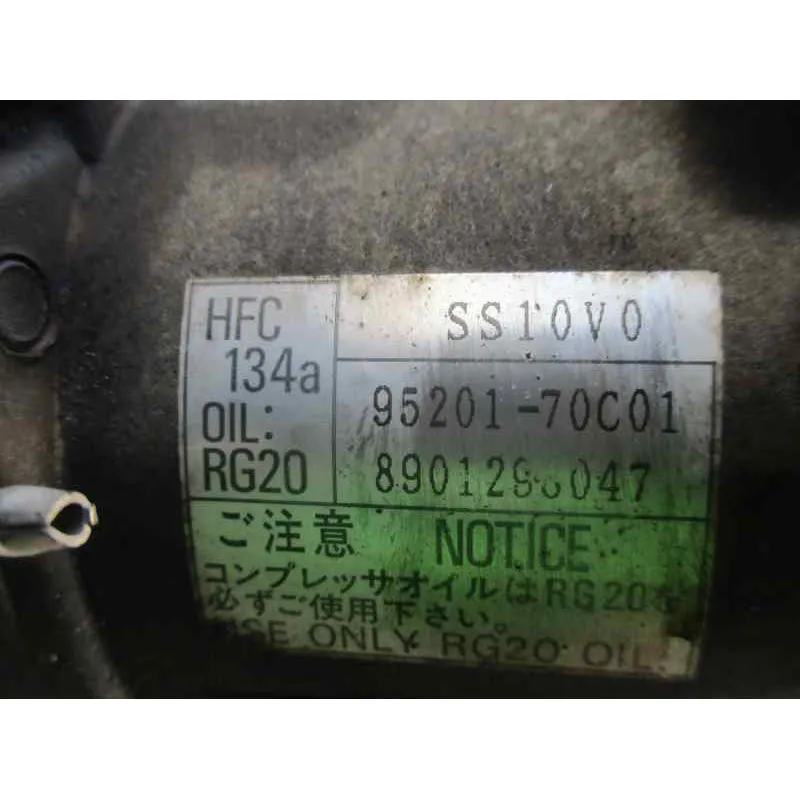 HFC
134a
OIL:
RG20
SS10V0
95201-70C01
ご注意 NOTICE
コンプレッサオイルはRG20を
必ずご使用下さい。
USE ONLY RG20 OIL.